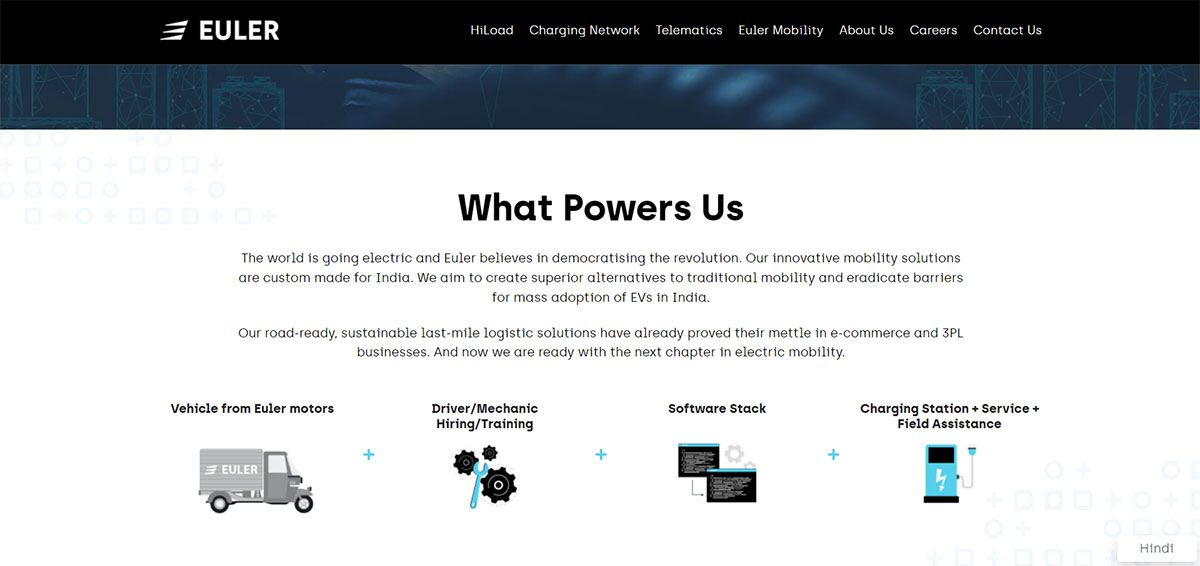 EULER
HiLoad Charging Network Telematics Euler Mobility About Us Careers Contact Us
What Powers Us
The world is going electric and Euler believes in democratising the revolution. Our innovative mobility solutions
are custom made for India. We aim to create superior alternatives to traditional mobility and eradicate barriers
for mass adoption of EVs in India.
Our road-ready, sustainable last-mile logistic solutions have already proved their mettle in e-commerce and 3PL
businesses. And now we are ready with the next chapter in electric mobility.
Vehicle from Euler motors
Driver/Mechanic
Hiring/Training
Software Stack
Charging Station + Service +
Field Assistance
EULER
+
+
+
Hindi